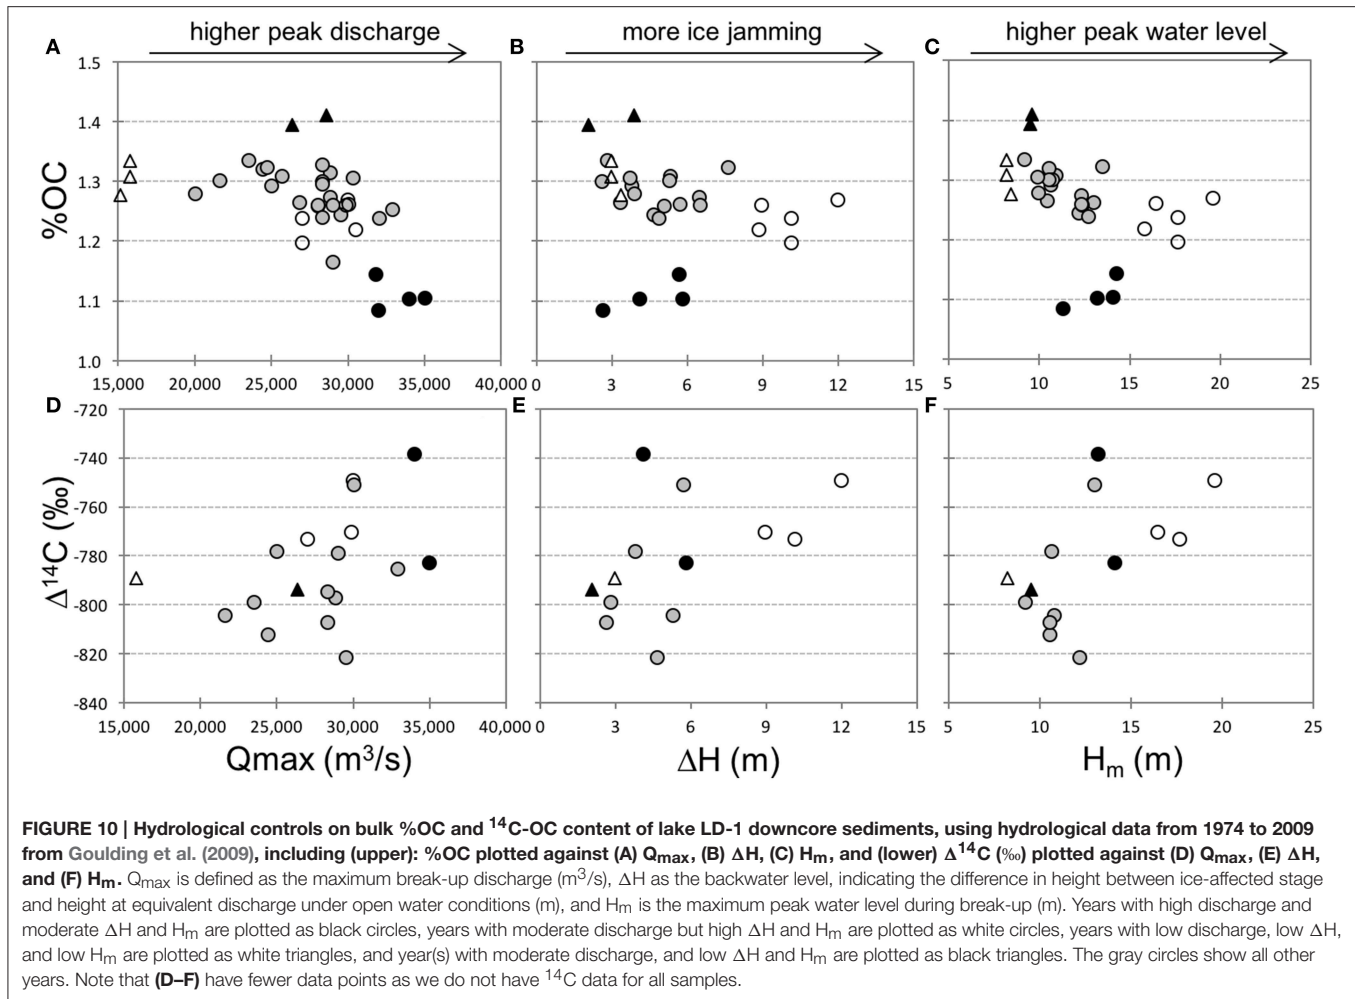 higher peak discharge
more ice jamming
higher peak water level
A
B
C
1.5
1.4
1.3
1.2
1.1
1.0
%OC
15,000 20,000 25,000 30,000 35,000 40,000
0 3 6 9 12 15
5 10 15 20 25
D
E
F
-720
-740
-760
-780
-800
-820
-840
Δ¹⁴C (‰)
15,000 20,000 25,000 30,000 35,000 40,000
0 3 6 9 12 15
5 10 15 20 25
Qmax (m³/s)
ΔH (m)
Hₘ (m)
FIGURE 10 | Hydrological controls on bulk %OC and ¹⁴C-OC content of lake LD-1 downcore sediments, using hydrological data from 1974 to 2009
from Goulding et al. (2009), including (upper): %OC plotted against (A) Qmax, (B) ΔH, (C) Hₘ, and (lower) Δ¹⁴C (‰) plotted against (D) Qmax, (E) ΔH,
and (F) Hₘ. Qmax is defined as the maximum break-up discharge (m³/s), ΔH as the backwater level, indicating the difference in height between ice-affected stage
and height at equivalent discharge under open water conditions (m), and Hₘ is the maximum peak water level during break-up (m). Years with high discharge and
moderate ΔH and Hₘ are plotted as black circles, years with moderate discharge but high ΔH and Hₘ are plotted as white circles, years with low discharge, low ΔH,
and low Hₘ are plotted as white triangles, and year(s) with moderate discharge, and low ΔH and Hₘ are plotted as black triangles. The gray circles show all other
years. Note that (D–F) have fewer data points as we do not have ¹⁴C data for all samples.